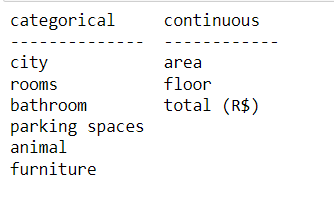 categorical     continuous
--------------  ------------
city            area
rooms           floor
bathroom        total (R$)
parking spaces
animal
furniture